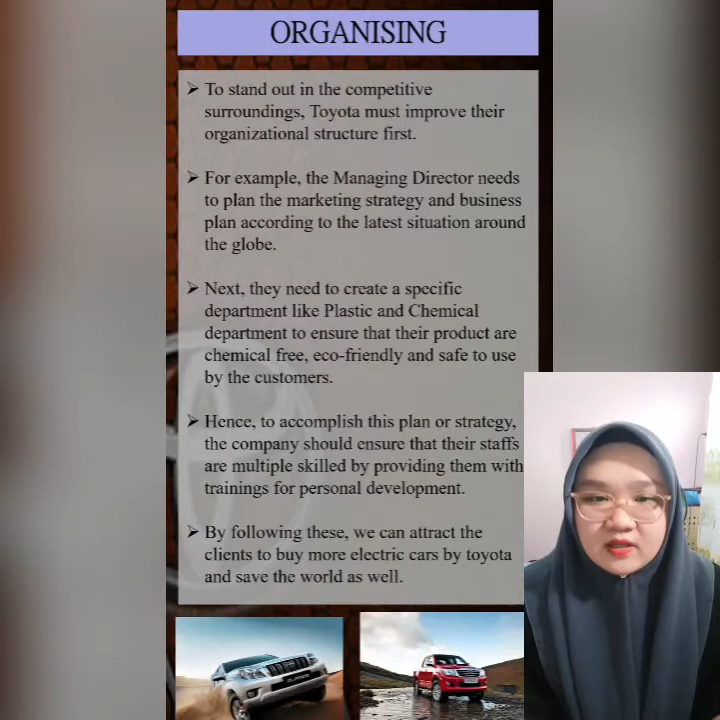 ORGANISING
➢ To stand out in the competitive
surroundings, Toyota must improve their
organizational structure first.
➢ For example, the Managing Director needs
to plan the marketing strategy and business
plan according to the latest situation around
the globe.
➢ Next, they need to create a specific
department like Plastic and Chemical
department to ensure that their product are
chemical free, eco-friendly and safe to use
by the customers.
➢ Hence, to accomplish this plan or strategy,
the company should ensure that their staffs
are multiple skilled by providing them with
trainings for personal development.
➢ By following these, we can attract the
clients to buy more electric cars by toyota
and save the world as well.